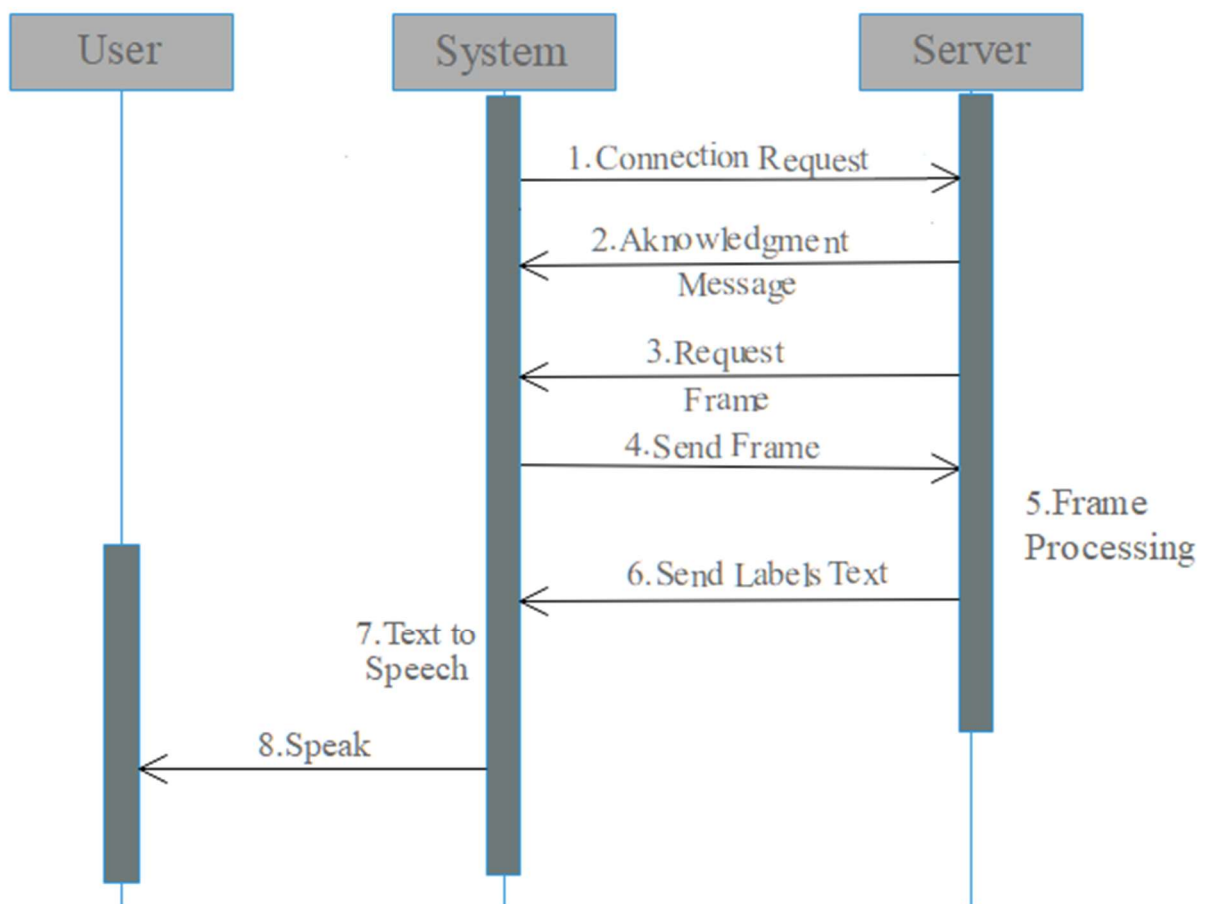 User
System
Server
1.Connection Request
2.Aknowledgment
Message
3.Request
Frame
4.Send Frame
5.Frame
Processing
6.Send Labels Text
7.Text to
Speech
8.Speak